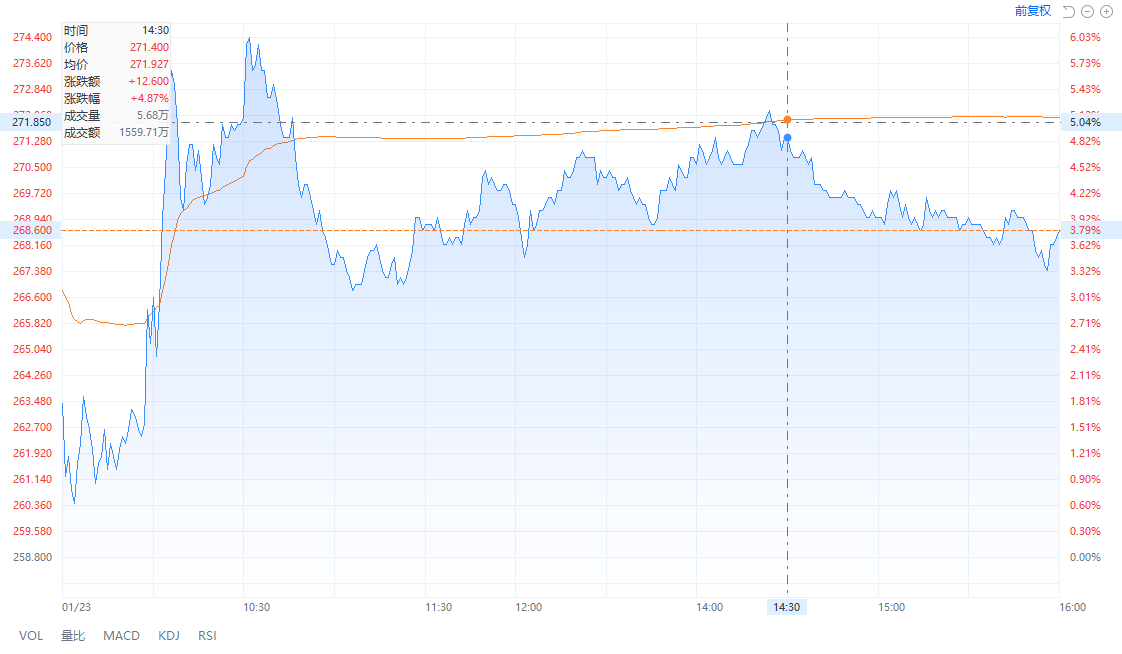 前复权
时间 14:30
价格 271.400
均价 271.927
涨跌额 +12.600
涨跌幅 +4.87%
成交量 5.68万
成交额 1559.71万
274.400 6.03%
273.620 5.73%
272.840 5.43%
271.850 5.04%
271.280 4.82%
270.500 4.52%
269.720 4.22%
268.940 3.92%
268.600 3.79%
268.160 3.62%
267.380 3.32%
266.600 3.01%
265.820 2.71%
265.040 2.41%
264.260 2.11%
263.480 1.81%
262.700 1.51%
261.920 1.21%
261.140 0.90%
260.360 0.60%
259.580 0.30%
258.800 0.00%
01/23 10:30 11:30 12:00 14:00 14:30 15:00 16:00
VOL 量比 MACD KDJ RSI